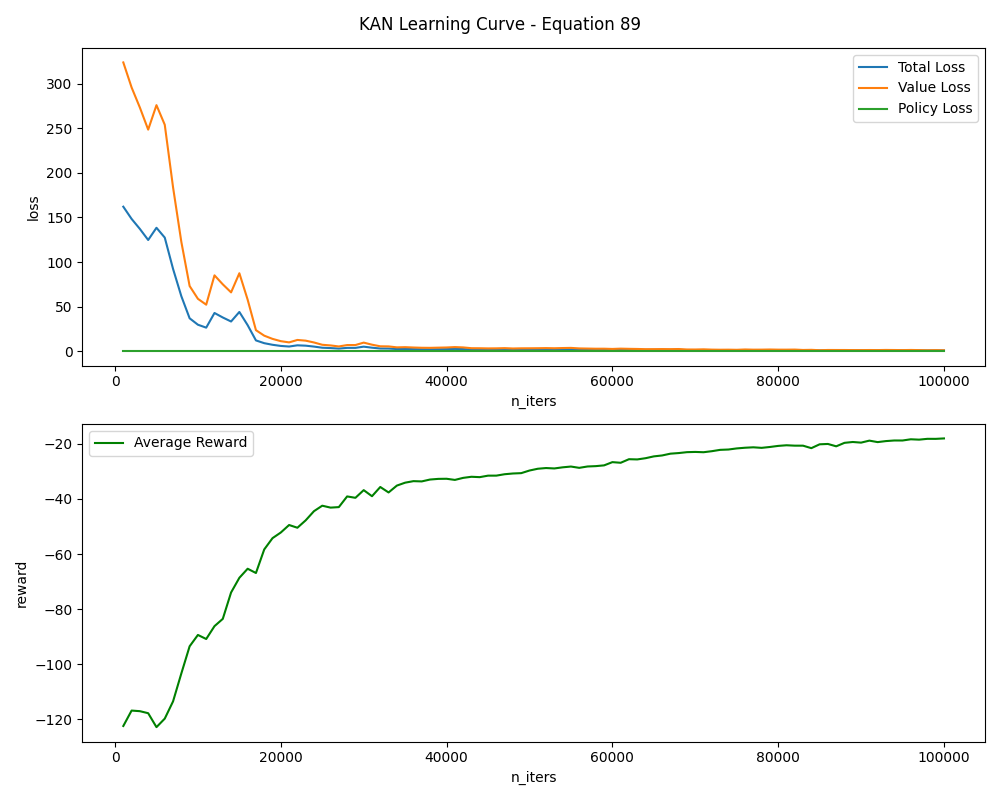 KAN Learning Curve - Equation 89
Total Loss
Value Loss
Policy Loss
300
250
200
150
100
50
0
loss
0 20000 40000 60000 80000 100000
n_iters
Average Reward
−20
−40
−60
−80
−100
−120
reward
0 20000 40000 60000 80000 100000
n_iters